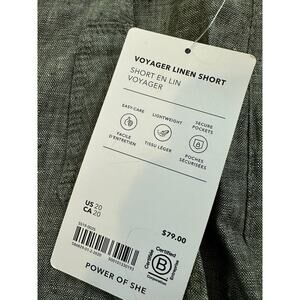 VOYAGER LINEN SHORT
SHORT EN LIN
VOYAGER
EASY-CARE
LIGHTWEIGHT
SECURE
POCKETS
FACILE
D'ENTRETIEN
TISSU LÉGER
POCHES
SÉCURISÉES
US 20
CA 20
$79.00
Certified
B
Corporation
POWER OF SHE